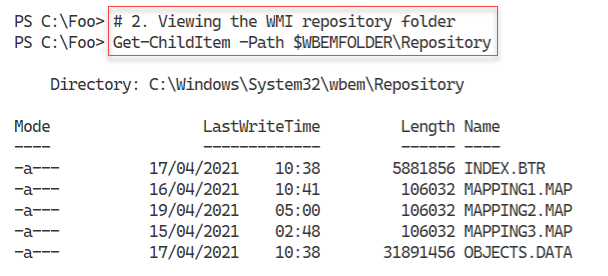 PS C:\Foo> # 2. Viewing the WMI repository folder
PS C:\Foo> Get-ChildItem -Path $WBEMFOLDER\Repository
Directory: C:\Windows\System32\wbem\Repository
Mode LastWriteTime Length Name
---- ------------- ------ ----
-a--- 17/04/2021 10:38 5881856 INDEX.BTR
-a--- 16/04/2021 10:41 106032 MAPPING1.MAP
-a--- 19/04/2021 05:00 106032 MAPPING2.MAP
-a--- 15/04/2021 02:48 106032 MAPPING3.MAP
-a--- 17/04/2021 10:38 31891456 OBJECTS.DATA